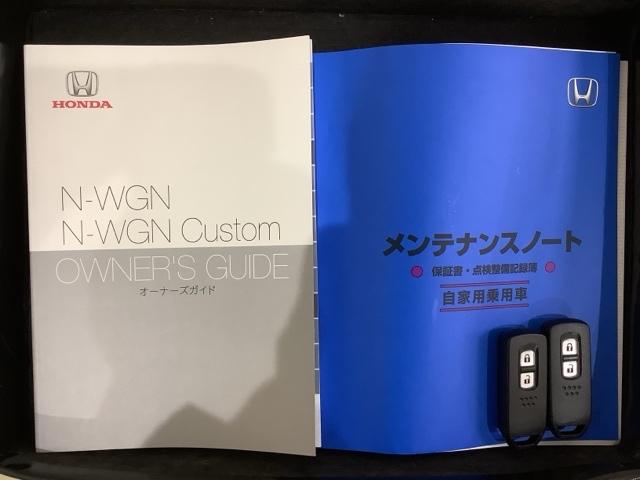 HONDA
N-WGN
N-WGN Custom
OWNER'S GUIDE
オーナーズガイド
メンテナンスノート
保証書・点検整備記録簿
自家用乗用車